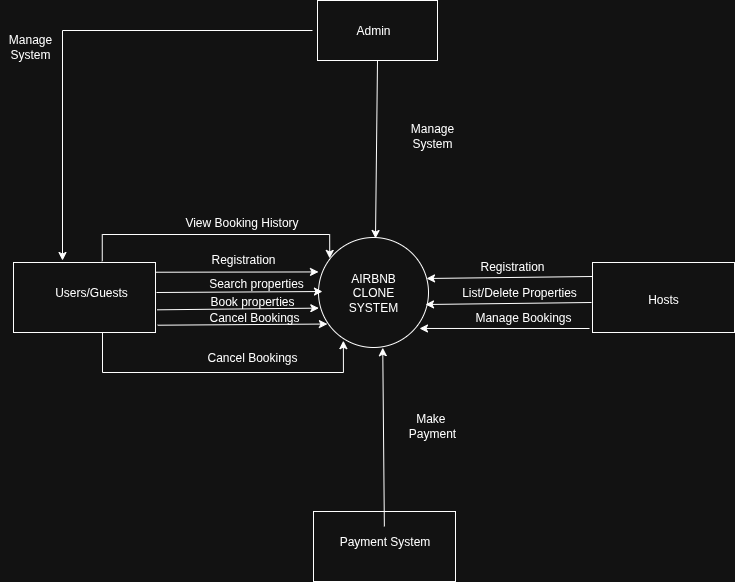 Admin
Manage
System
Manage
System
View Booking History
Registration
Search properties
Book properties
Cancel Bookings
Users/Guests
AIRBNB
CLONE
SYSTEM
Registration
List/Delete Properties
Manage Bookings
Hosts
Cancel Bookings
Make
Payment
Payment System